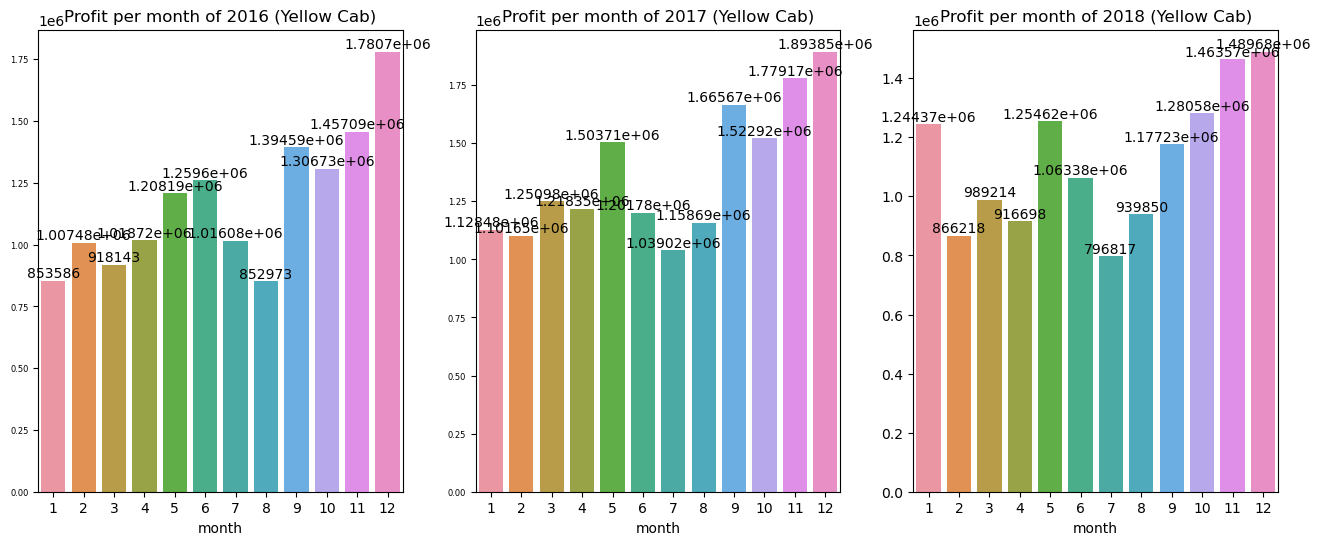 1e6
Profit per month of 2016 (Yellow Cab)
1.75
1.50
1.25
1.00
0.75
0.50
0.25
0.00
853586
1.00748e+06
918143
1.01872e+06
1.20819e+06
1.2596e+06
1.01608e+06
852973
1.39459e+06
1.30673e+06
1.45709e+06
1.7807e+06
1 2 3 4 5 6 7 8 9 10 11 12
month
1e6
Profit per month of 2017 (Yellow Cab)
1.75
1.50
1.25
1.00
0.75
0.50
0.25
0.00
1.12848e+06
1.10165e+06
1.25098e+06
1.21835e+06
1.50371e+06
1.20178e+06
1.03902e+06
1.15869e+06
1.66567e+06
1.52292e+06
1.77917e+06
1.89385e+06
1 2 3 4 5 6 7 8 9 10 11 12
month
1e6
Profit per month of 2018 (Yellow Cab)
1.4
1.2
1.0
0.8
0.6
0.4
0.2
0.0
1.24437e+06
866218
989214
916698
1.25462e+06
1.06338e+06
796817
939850
1.17723e+06
1.28058e+06
1.46357e+06
1.48968e+06
1 2 3 4 5 6 7 8 9 10 11 12
month